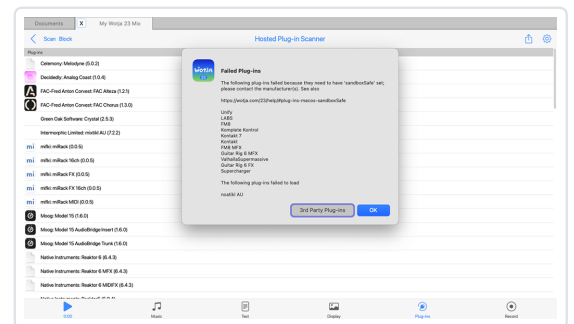 Documents X My Wotja 23 Mix
Scan Block Hosted Plug-in Scanner
Plug-ins
Celemony: Melodyne (5.0.2)
Decidedly: Analog Coast (1.0.4)
FAC-Fred Anton Corvest: FAC Alteza (1.2.1)
FAC-Fred Anton Corvest: FAC Chorus (1.3.0)
Green Oak Software: Crystal (2.5.3)
Intermorphic Limited: mixtikl AU (7.2.2)
mi mifki: miRack (0.0.5)
mi mifki: miRack 16ch (0.0.5)
mi mifki: miRack FX (0.0.5)
mi mifki: miRack FX 16ch (0.0.5)
mi mifki: miRack MIDI (0.0.5)
Moog: Model 15 (1.6.0)
Moog: Model 15 AudioBridge Insert (1.6.0)
Moog: Model 15 AudioBridge Trunk (1.6.0)
Native Instruments: Reaktor 6 (6.4.3)
Native Instruments: Reaktor 6 MFX (6.4.3)
Native Instruments: Reaktor 6 MIDIFX (6.4.3)
wotja
Failed Plug-ins
The following plug-ins failed because they need to have 'sandboxSafe' set;
please contact the manufacturer(s). See also
https://wotja.com/23/help/#plug-ins-macos-sandboxSafe
Unify
LABS
FM8
Komplete Kontrol
Kontakt 7
Kontakt
FM8 MFX
Guitar Rig 6 MFX
ValhallaSupermassive
Guitar Rig 6 FX
Supercharger
The following plug-ins failed to load
noatikl AU
3rd Party Plug-ins OK
0:00 Music Text Display Plug-ins Record